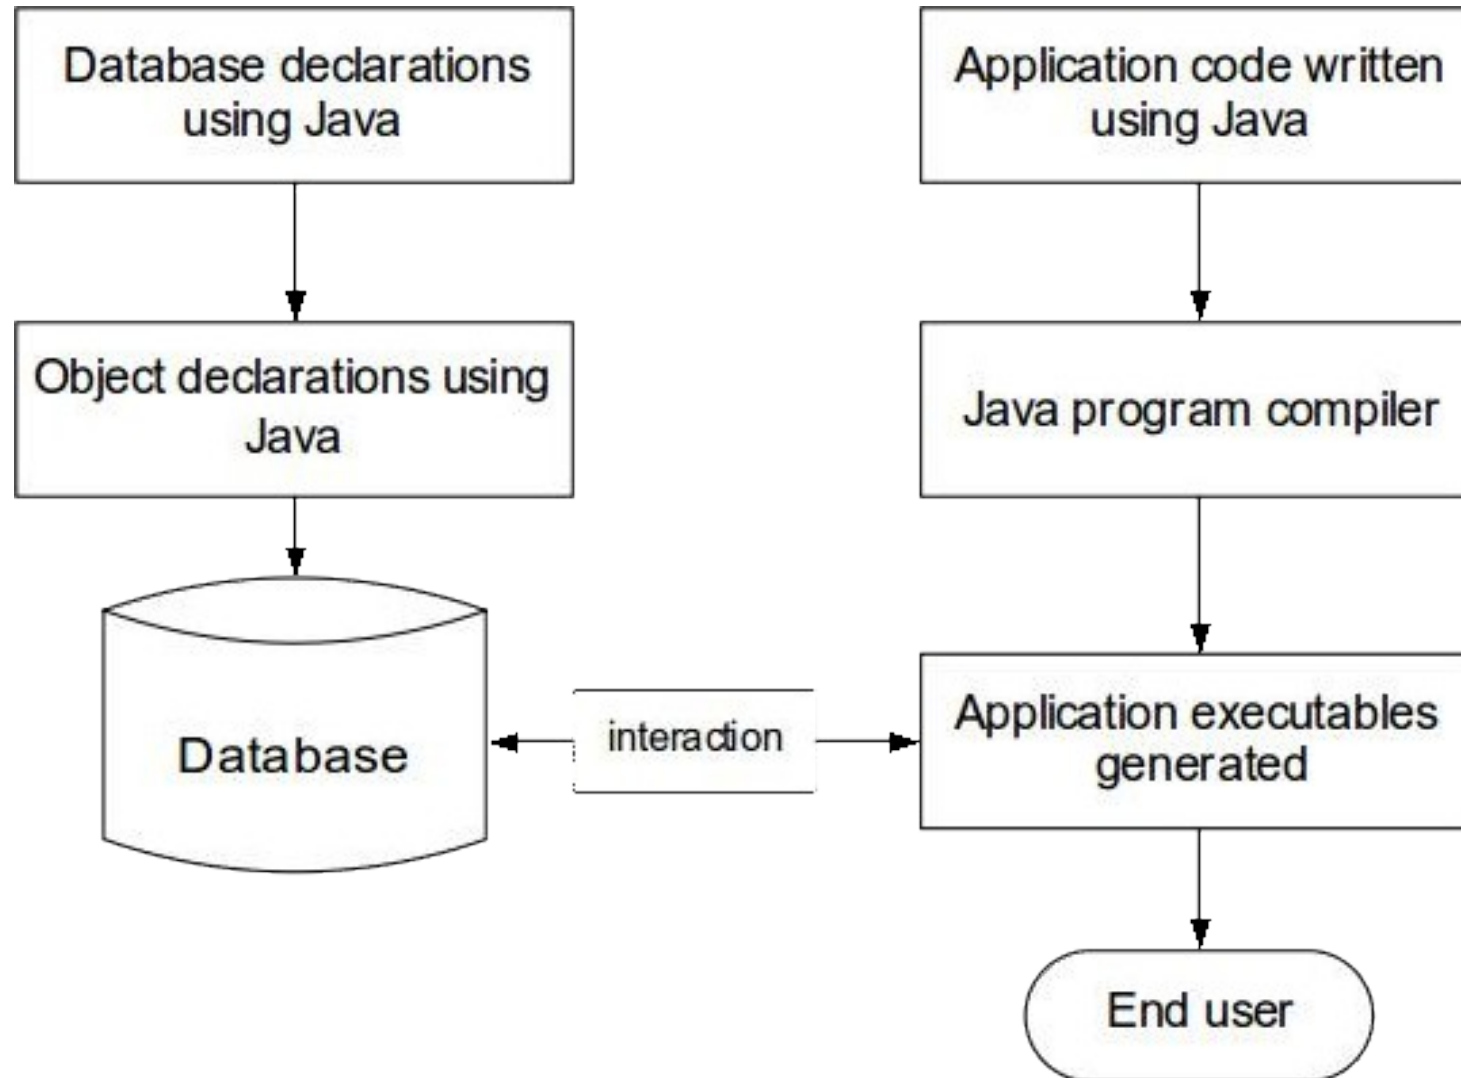 Database declarations
using Java
Application code written
using Java
Object declarations using
Java
Java program compiler
Database
interaction
Application executables
generated
End user